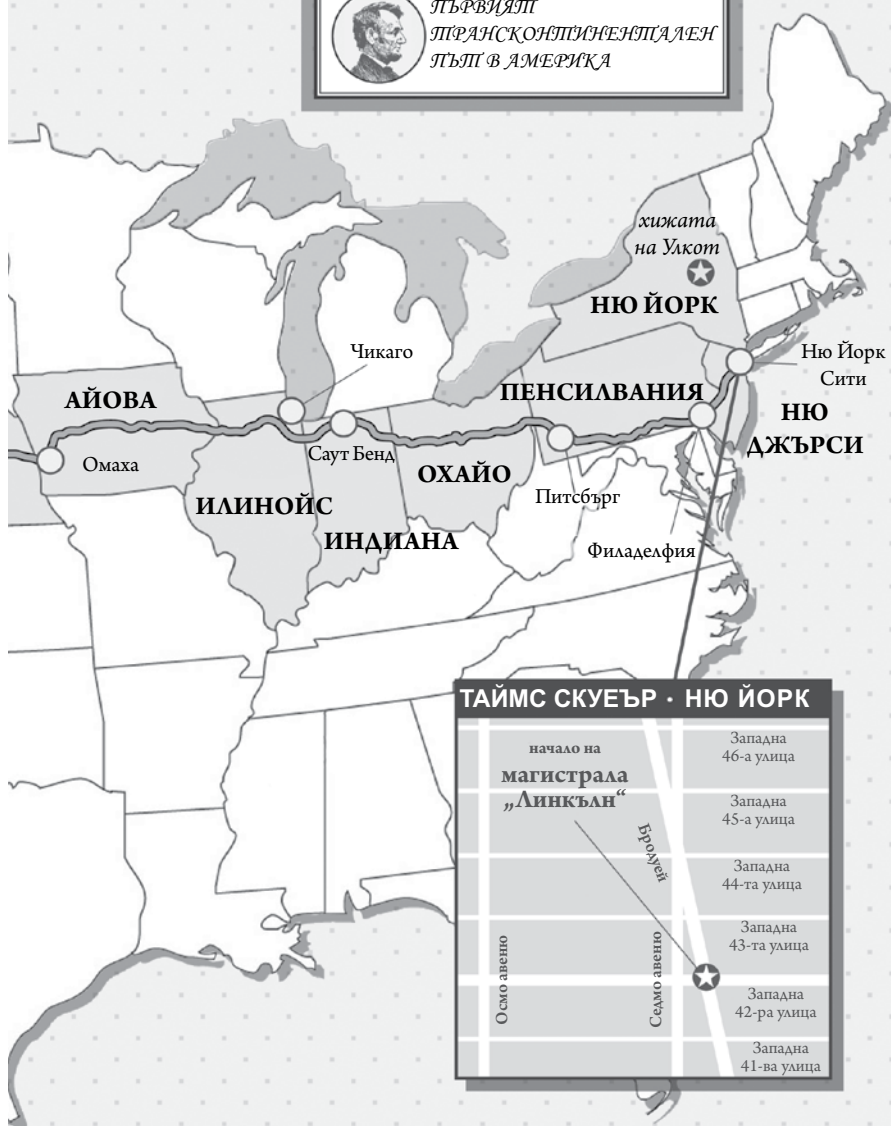 ПЪРВИЯТ
ТРАНСКОНТИНЕНТАЛЕН
ПЪТ В АМЕРИКА
хижата
на Улкот
НЮ ЙОРК
Чикаго
Ню Йорк
Сити
АЙОВА
ПЕНСИЛВАНИЯ
НЮ
ДЖЪРСИ
Омаха
Саут Бенд
ОХАЙО
ИЛИНОЙС
Питсбърг
ИНДИАНА
Филаделфия
ТАЙМС СКУЕЪР · НЮ ЙОРК
начало на
магистрала
„Линкълн“
Бродуей
Осмо авеню
Седмо авеню
Западна
46-а улица
Западна
45-а улица
Западна
44-та улица
Западна
43-та улица
Западна
42-ра улица
Западна
41-ва улица